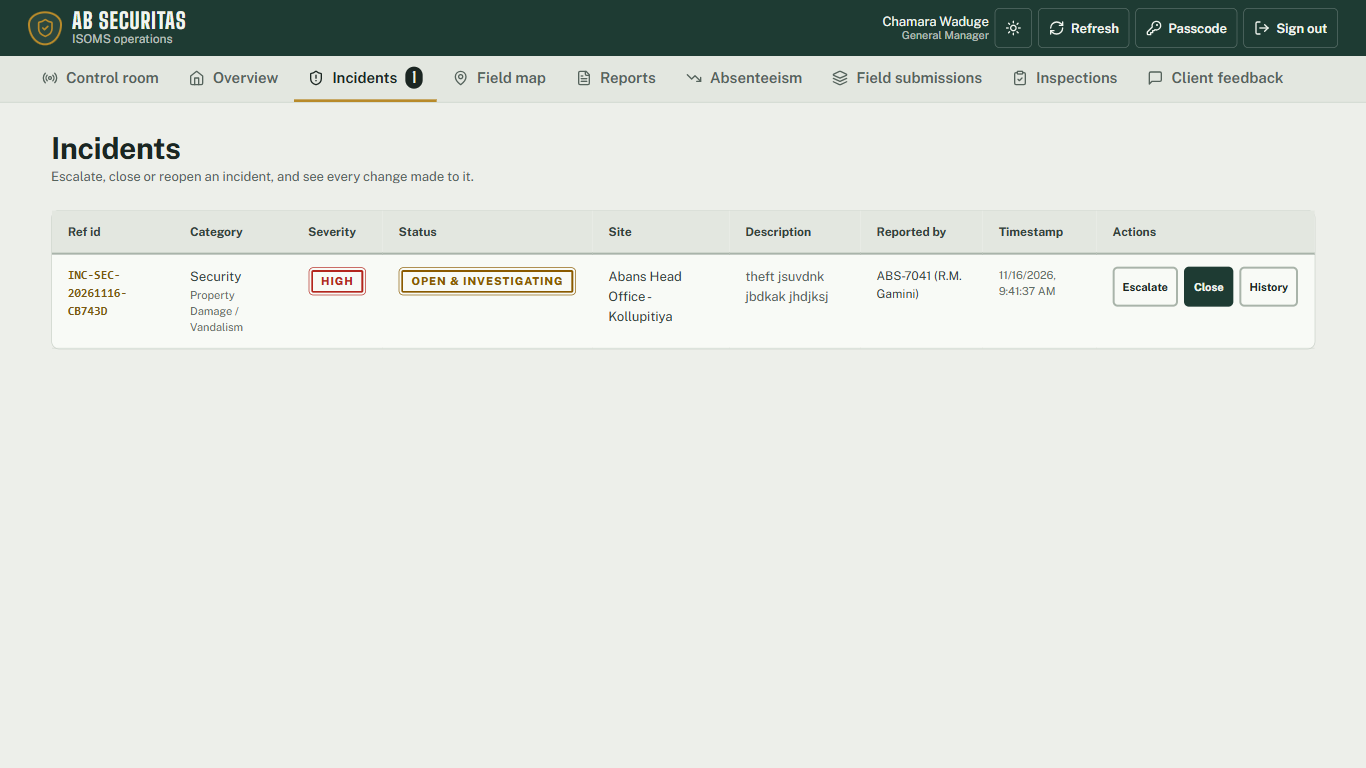 AB SECURITAS
ISOMS operations
Chamara Waduge
General Manager
Refresh
Passcode
Sign out
Control room
Overview
Incidents 1
Field map
Reports
Absenteeism
Field submissions
Inspections
Client feedback
Incidents
Escalate, close or reopen an incident, and see every change made to it.
Ref id
Category
Severity
Status
Site
Description
Reported by
Timestamp
Actions
INC-SEC-
20261116-
CB743D
Security
Property
Damage /
Vandalism
HIGH
OPEN & INVESTIGATING
Abans Head
Office -
Kollupitiya
theft jsuvdnk
jbdkak jhdjksj
ABS-7041 (R.M.
Gamini)
11/16/2026,
9:41:37 AM
Escalate
Close
History